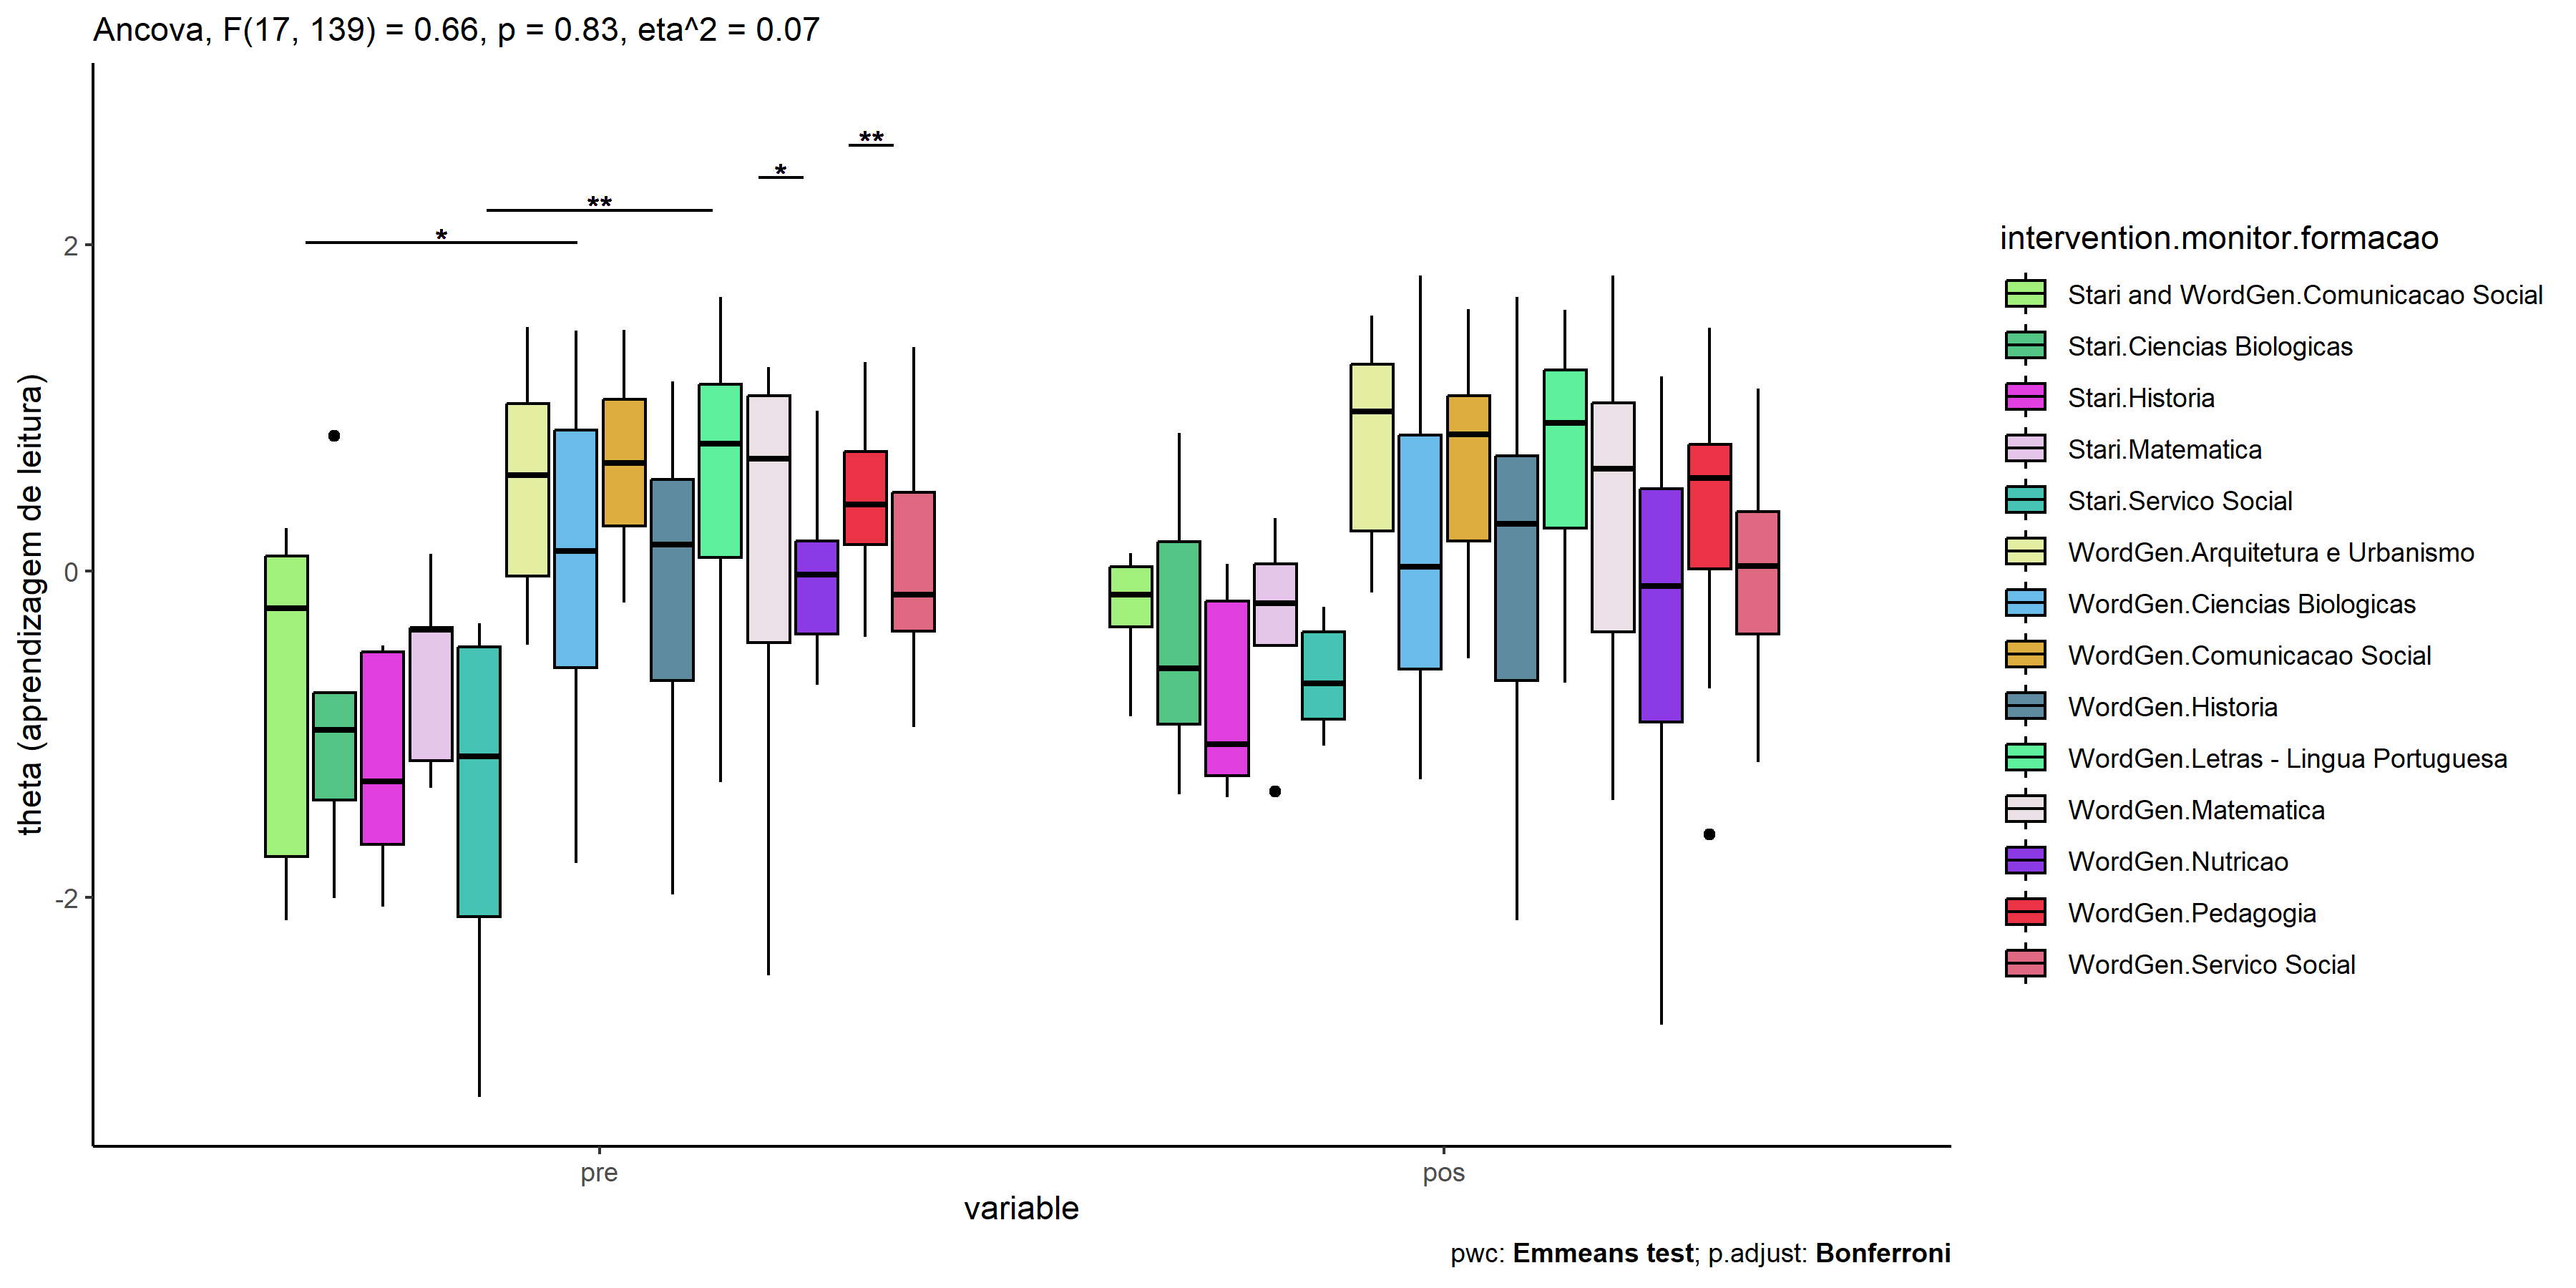 Ancova, F(17, 139) = 0.66, p = 0.83, eta^2 = 0.07
**
*
**
*
2
0
-2
theta (aprendizagem de leitura)
pre
pos
variable
intervention.monitor.formacao
Stari and WordGen.Comunicacao Social
Stari.Ciencias Biologicas
Stari.Historia
Stari.Matematica
Stari.Servico Social
WordGen.Arquitetura e Urbanismo
WordGen.Ciencias Biologicas
WordGen.Comunicacao Social
WordGen.Historia
WordGen.Letras - Lingua Portuguesa
WordGen.Matematica
WordGen.Nutricao
WordGen.Pedagogia
WordGen.Servico Social
pwc: Emmeans test; p.adjust: Bonferroni